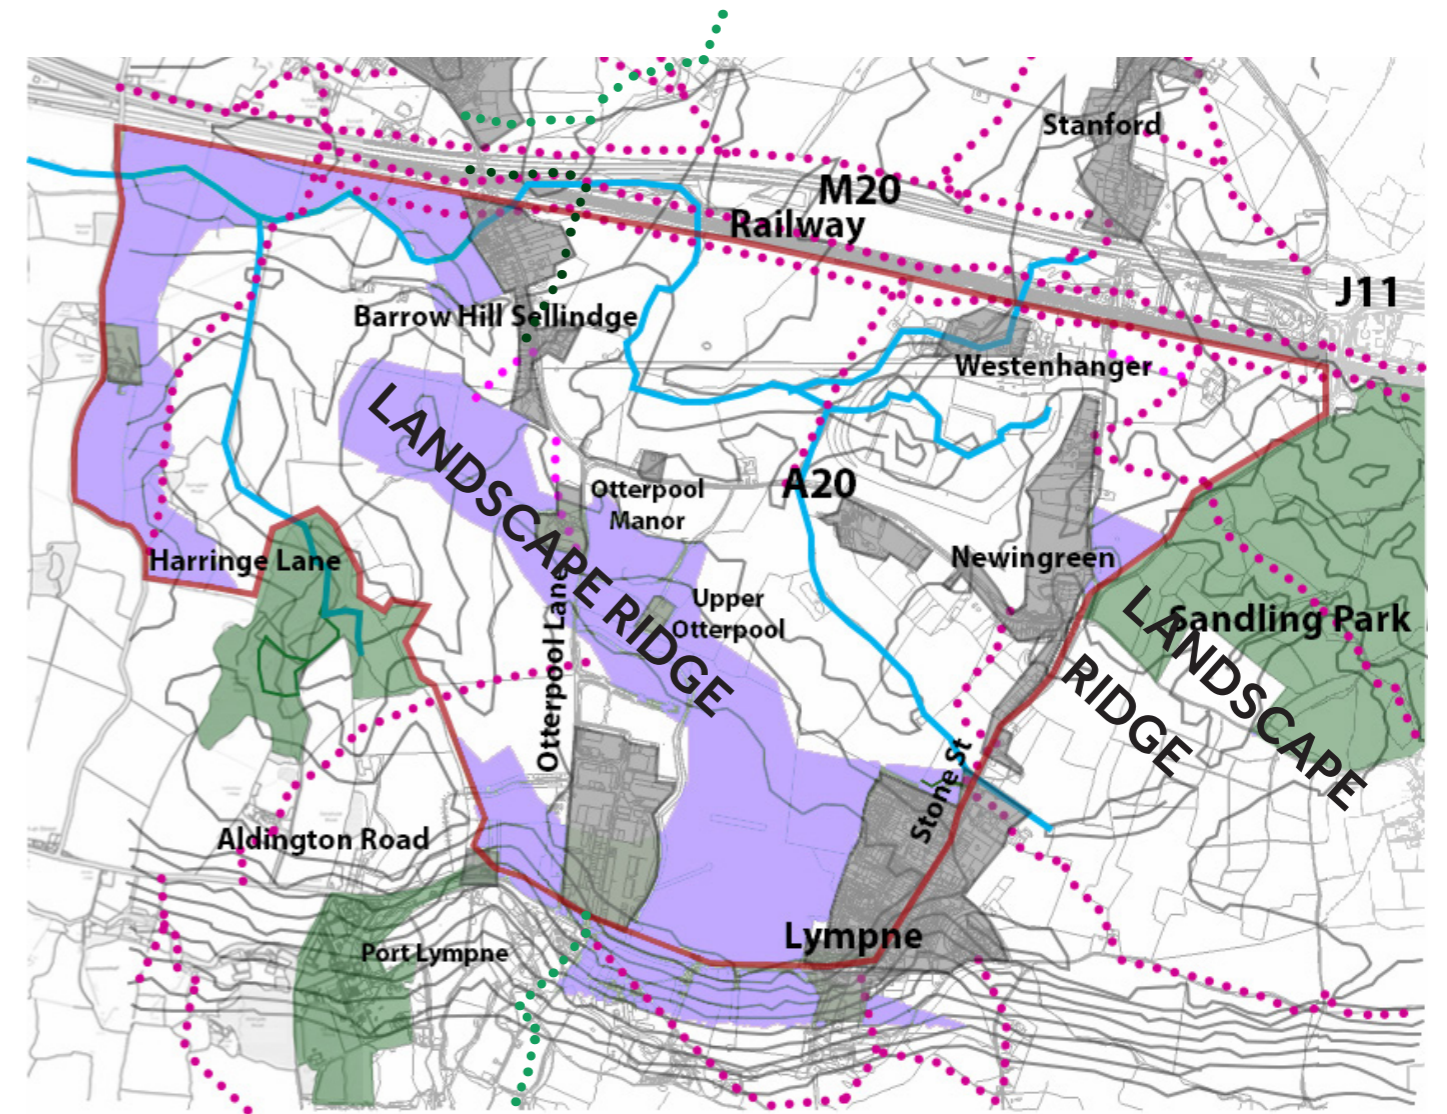 Stanford
M20
Railway
J11
Barrow Hill Sellindge
Westenhanger
LANDSCAPE RIDGE
A20
Otterpool
Manor
Harringe Lane
Newingreen
Upper
Otterpool
Sandling Park
LANDSCAPE
RIDGE
Otterpool Lane
Stone St
Aldington Road
Lympne
Port Lympne